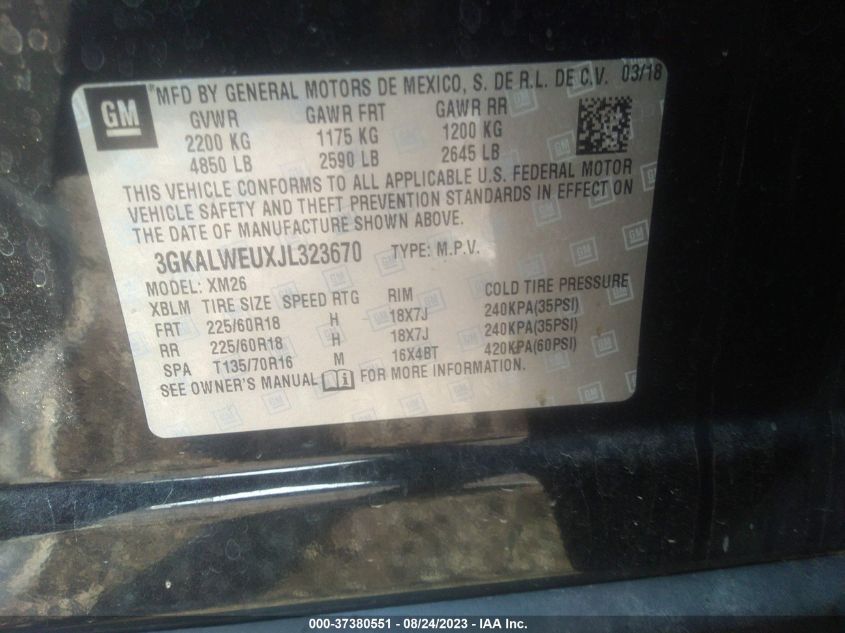 GM
*MFD BY GENERAL MOTORS DE MEXICO, S. DE R.L. DE C.V. 03/18
GVWR GAWR FRT GAWR RR
2200 KG 1175 KG 1200 KG
4850 LB 2590 LB 2645 LB
THIS VEHICLE CONFORMS TO ALL APPLICABLE U.S. FEDERAL MOTOR
VEHICLE SAFETY AND THEFT PREVENTION STANDARDS IN EFFECT ON
THE DATE OF MANUFACTURE SHOWN ABOVE.
3GKALWEUXJL323670 TYPE: M.P.V.
MODEL: XM26
XBLM TIRE SIZE SPEED RTG RIM COLD TIRE PRESSURE
FRT 225/60R18 H 18X7J 240KPA(35PSI)
RR 225/60R18 H 18X7J 240KPA(35PSI)
SPA T135/70R16 M 16X4BT 420KPA(60PSI)
SEE OWNER'S MANUAL FOR MORE INFORMATION.
000-37380551 - 08/24/2023 - IAA Inc.